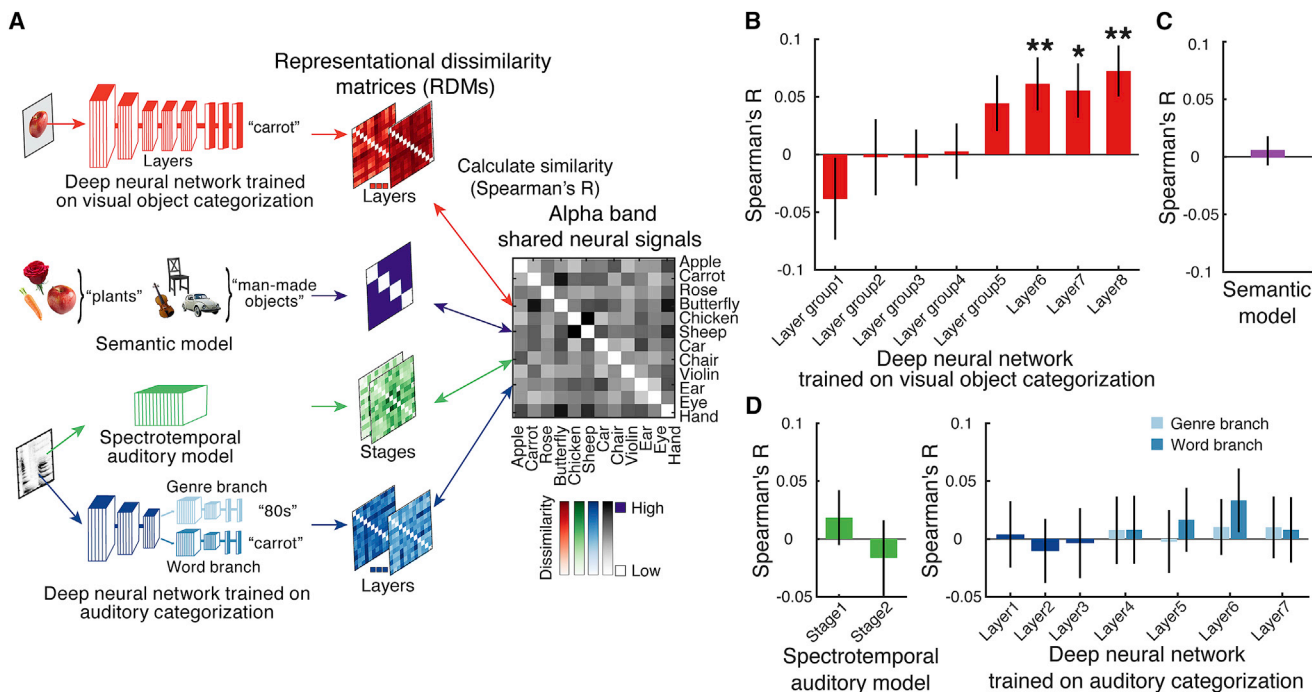 A
Representational dissimilarity
matrices (RDMs)
"carrot"
Layers
Deep neural network trained
on visual object categorization
Layers
Calculate similarity
(Spearman's R)
Alpha band
shared neural signals
"plants"
"man-made
objects"
Semantic model
Apple
Carrot
Rose
Butterfly
Chicken
Sheep
Car
Chair
Violin
Ear
Eye
Hand
Apple
Carrot
Rose
Butterfly
Chicken
Sheep
Car
Chair
Violin
Ear
Eye
Hand
Spectrotemporal
auditory model
Stages
Genre branch
"80s"
"carrot"
Word branch
Deep neural network trained on
auditory categorization
Layers
Dissimilarity
High
Low
B
Spearman's R
0.1
0.05
0
-0.05
-0.1
**
*
**
Layer group1
Layer group2
Layer group3
Layer group4
Layer group5
Layer6
Layer7
Layer8
Deep neural network
trained on visual object categorization
C
Spearman's R
0.1
0.05
0
-0.05
-0.1
Semantic
model
D
Spearman's R
0.05
0
-0.05
Stage1
Stage2
Spectrotemporal
auditory model
Spearman's R
0.05
0
-0.05
Genre branch
Word branch
Layer1
Layer2
Layer3
Layer4
Layer5
Layer6
Layer7
Deep neural network
trained on auditory categorization